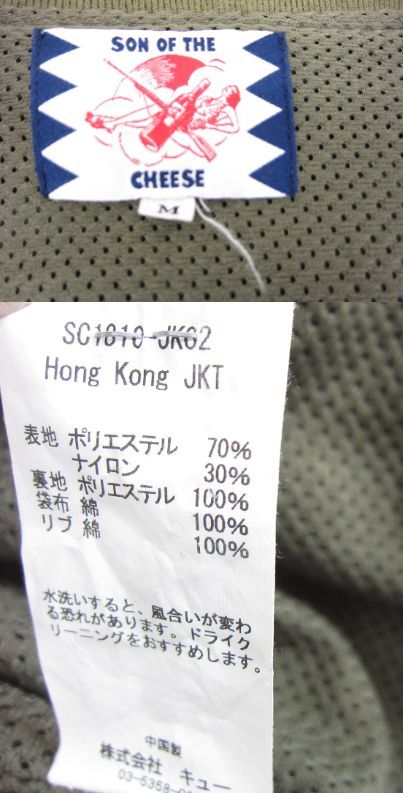 SON OF THE
CHEESE
M
SC1810-JK02
Hong Kong JKT
表地 ポリエステル 70%
ナイロン 30%
裏地 ポリエステル 100%
袋布 綿 100%
リブ 綿 100%
水洗いすると、風合いが変わ
る恐れがあります。ドライク
リーニングをおすすめします。
中国製
株式会社 キュー
03-5358-